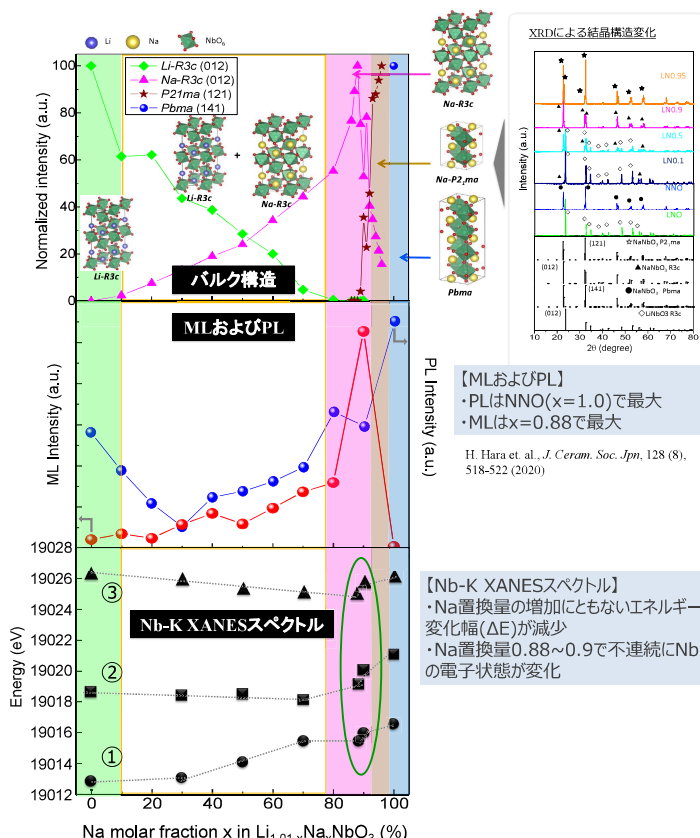 Li Na NbO₆
Normalized intensity (a.u.)
100
80
60
40
20
0
Li-R3c (012)
Na-R3c (012)
P21ma (121)
Pbma (141)
Li-R3c
+
Na-R3c
Li-R3c
バルク構造
Na-R3c
Na-P2₁ma
Pbma
XRDによる結晶構造変化
Intensity (a.u.)
LN0.95
LN0.9
LN0.5
LN0.1
NNO
LNO
(121) ☆NaNbO₃ P2₁ma
(012) ▲NaNbO₃ R3c
(141) ●NaNbO₃ Pbma
(012) ◇LiNbO3 R3c
10 20 30 40 50 60 70 80
2θ (degree)
MLおよびPL
ML Intensity (a.u.)
PL Intensity (a.u.)
【MLおよびPL】
・PLはNNO(x=1.0)で最大
・MLはx=0.88で最大
H. Hara et. al., J. Ceram. Soc. Jpn, 128 (8),
518-522 (2020)
Energy (eV)
19028
19026
19024
19022
19020
19018
19016
19014
19012
③
Nb-K XANESスペクトル
②
①
0 20 40 60 80 100
Na molar fraction x in Li₁.₀₁₋ₓNaₓNbO₃ (%)
【Nb-K XANESスペクトル】
・Na置換量の増加にともないエネルギー
変化幅(ΔE)が減少
・Na置換量0.88~0.9で不連続にNb
の電子状態が変化